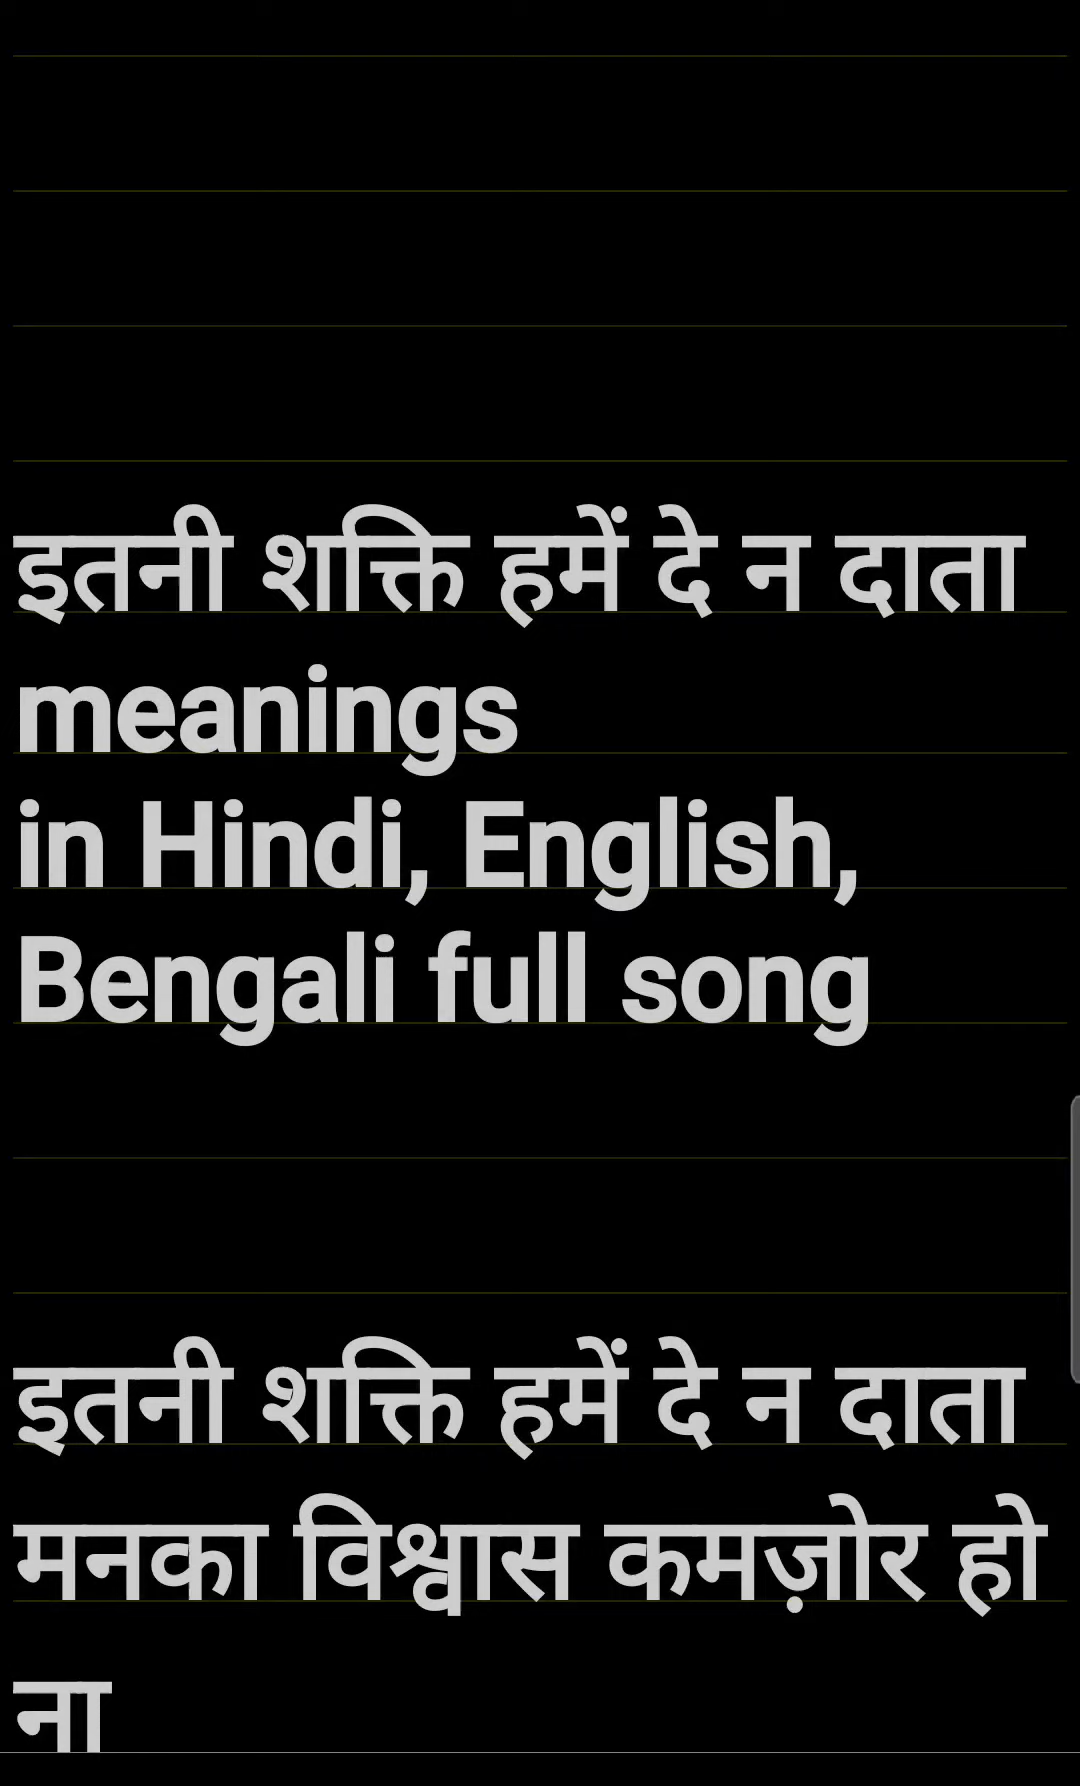 इतनी शक्ति हमें दे न दाता
meanings
in Hindi, English,
Bengali full song
इतनी शक्ति हमें दे न दाता
मनका विश्वास कमज़ोर हो
ना